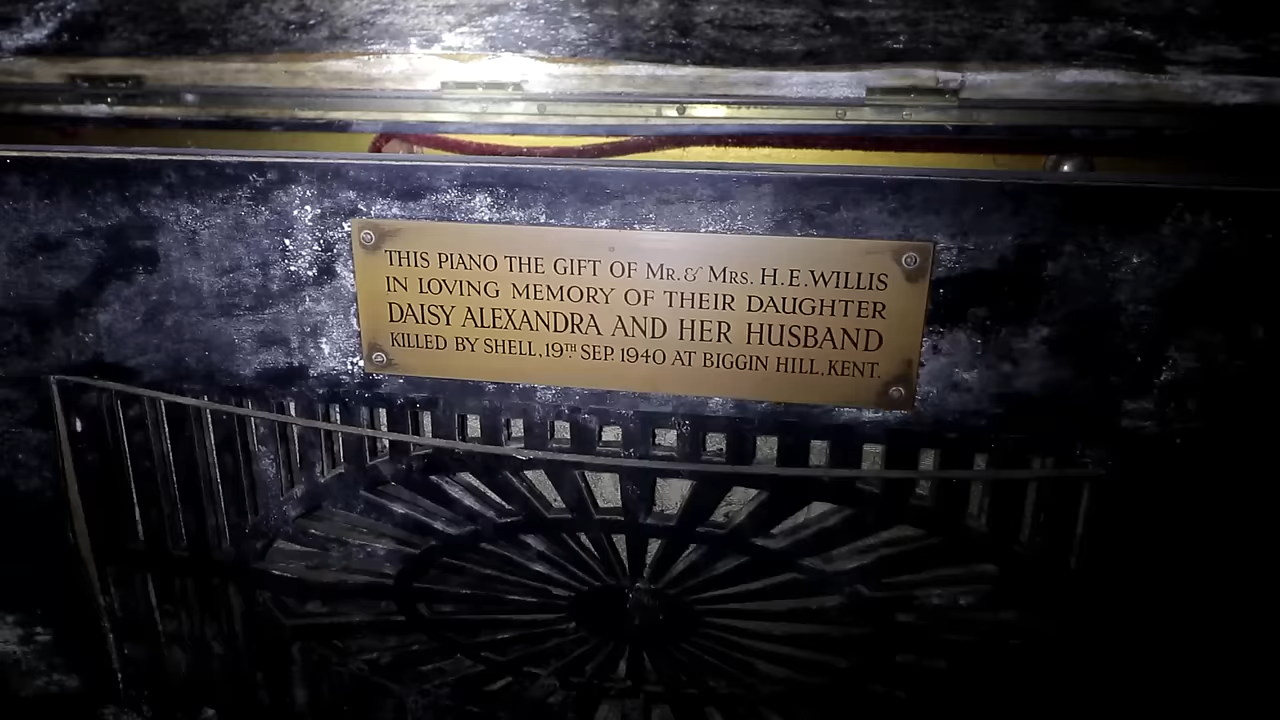 THIS PIANO THE GIFT OF MR. & MRS. H.E. WILLIS
IN LOVING MEMORY OF THEIR DAUGHTER
DAISY ALEXANDRA AND HER HUSBAND
KILLED BY SHELL, 19TH SEP. 1940 AT BIGGIN HILL, KENT.